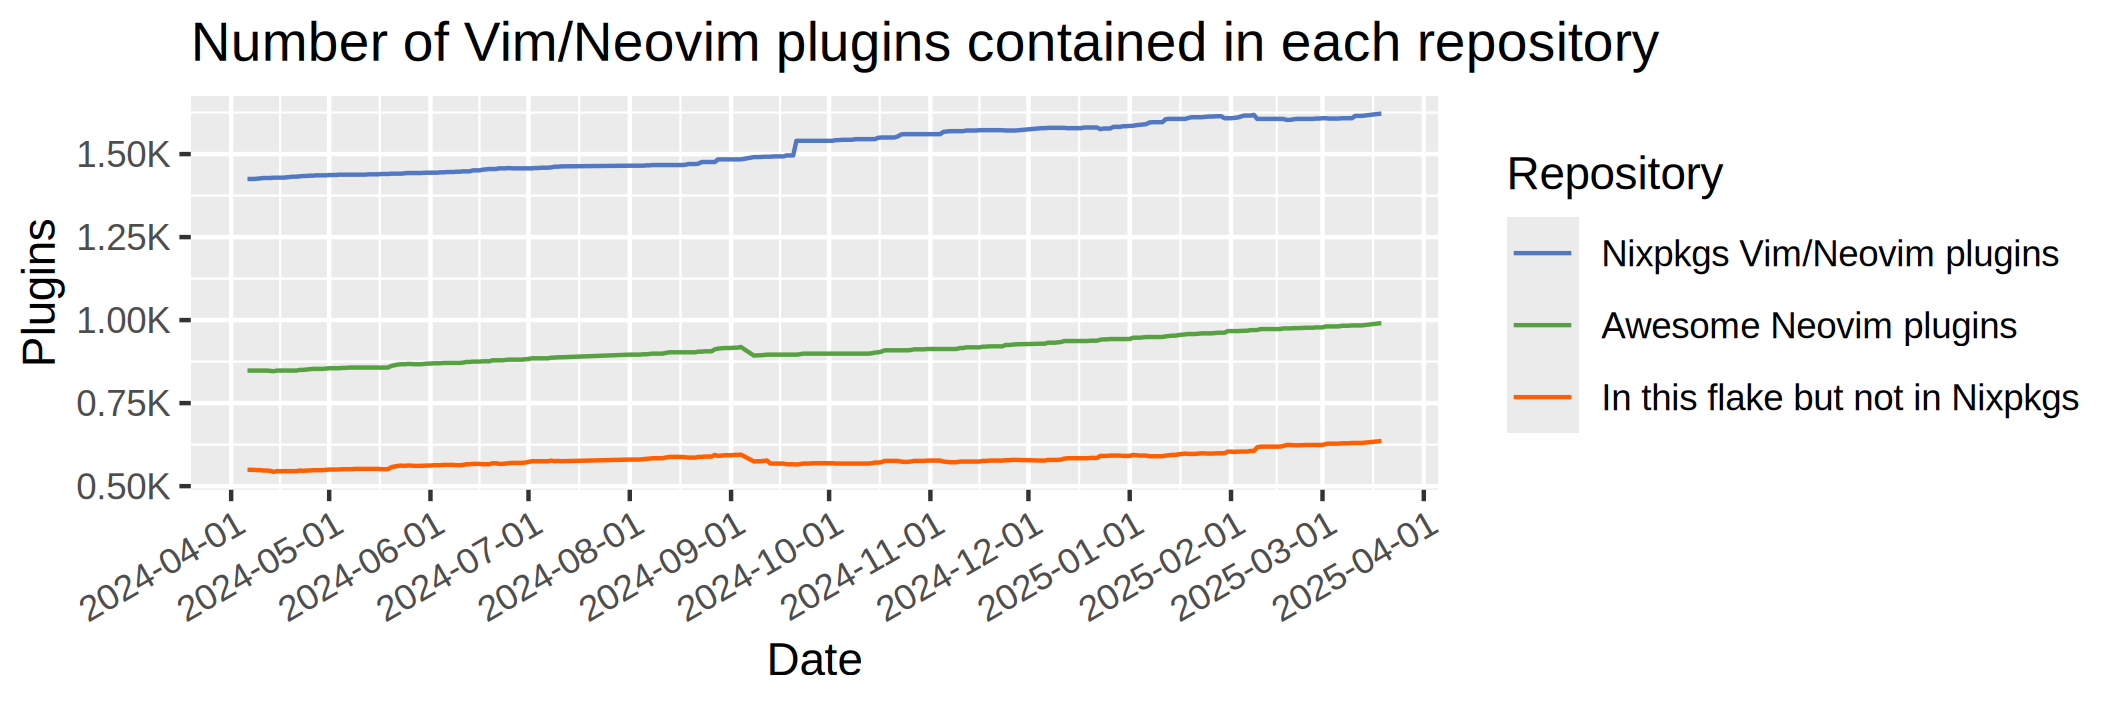 Number of Vim/Neovim plugins contained in each repository
Plugins
1.50K
1.25K
1.00K
0.75K
0.50K
2024-04-01
2024-05-01
2024-06-01
2024-07-01
2024-08-01
2024-09-01
2024-10-01
2024-11-01
2024-12-01
2025-01-01
2025-02-01
2025-03-01
2025-04-01
Date
Repository
Nixpkgs Vim/Neovim plugins
Awesome Neovim plugins
In this flake but not in Nixpkgs